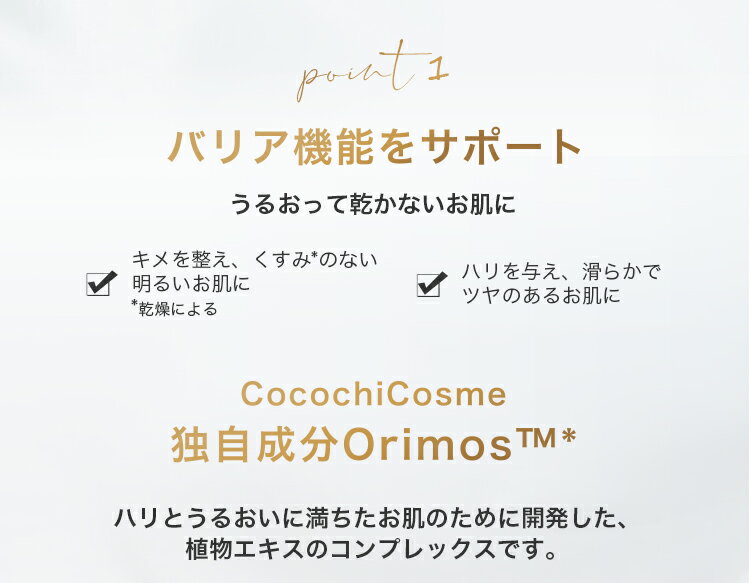 point 1
バリア機能をサポート
うるおって乾かないお肌に
キメを整え、くすみ*のない
明るいお肌に
*乾燥による
ハリを与え、滑らかで
ツヤのあるお肌に
CocochiCosme
独自成分Orimos™*
ハリとうるおいに満ちたお肌のために開発した、
植物エキスのコンプレックスです。